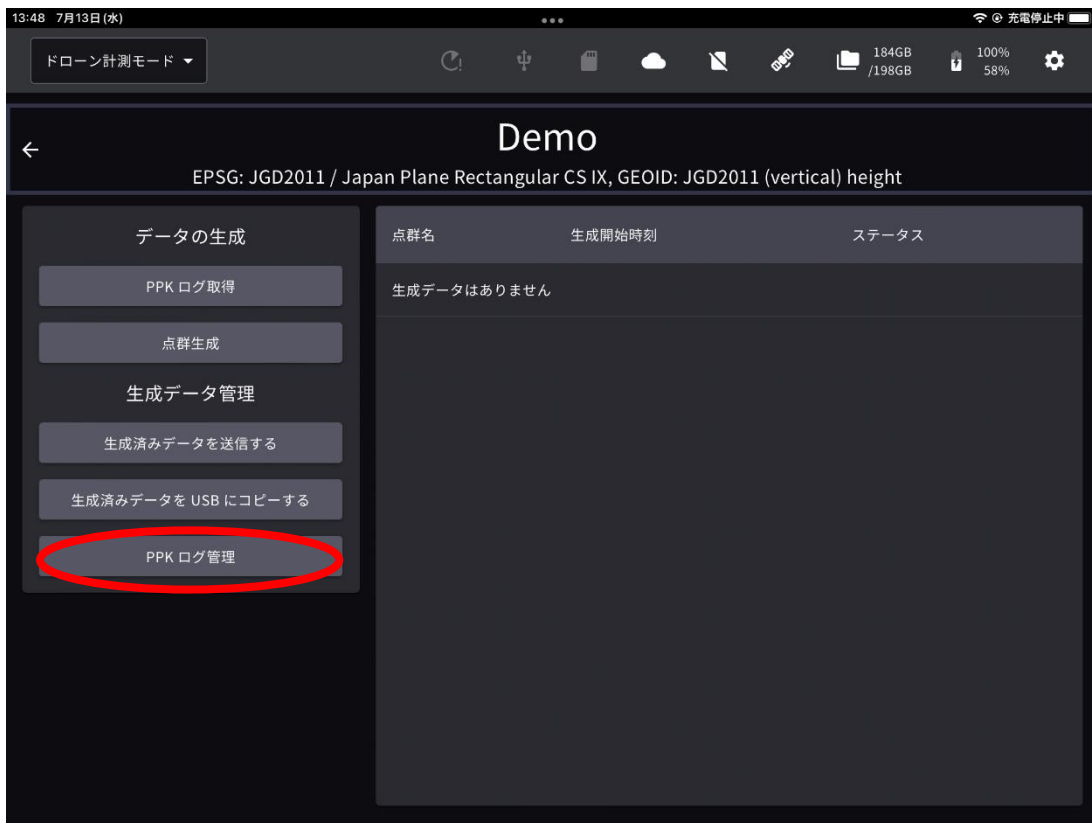 13:48 7月13日(水)
充電停止中
ドローン計測モード
184GB
/198GB
100%
58%
Demo
EPSG: JGD2011 / Japan Plane Rectangular CS IX, GEOID: JGD2011 (vertical) height
データの生成
PPK ログ取得
点群生成
生成データ管理
生成済みデータを送信する
生成済みデータを USB にコピーする
PPK ログ管理
点群名 生成開始時刻 ステータス
生成データはありません